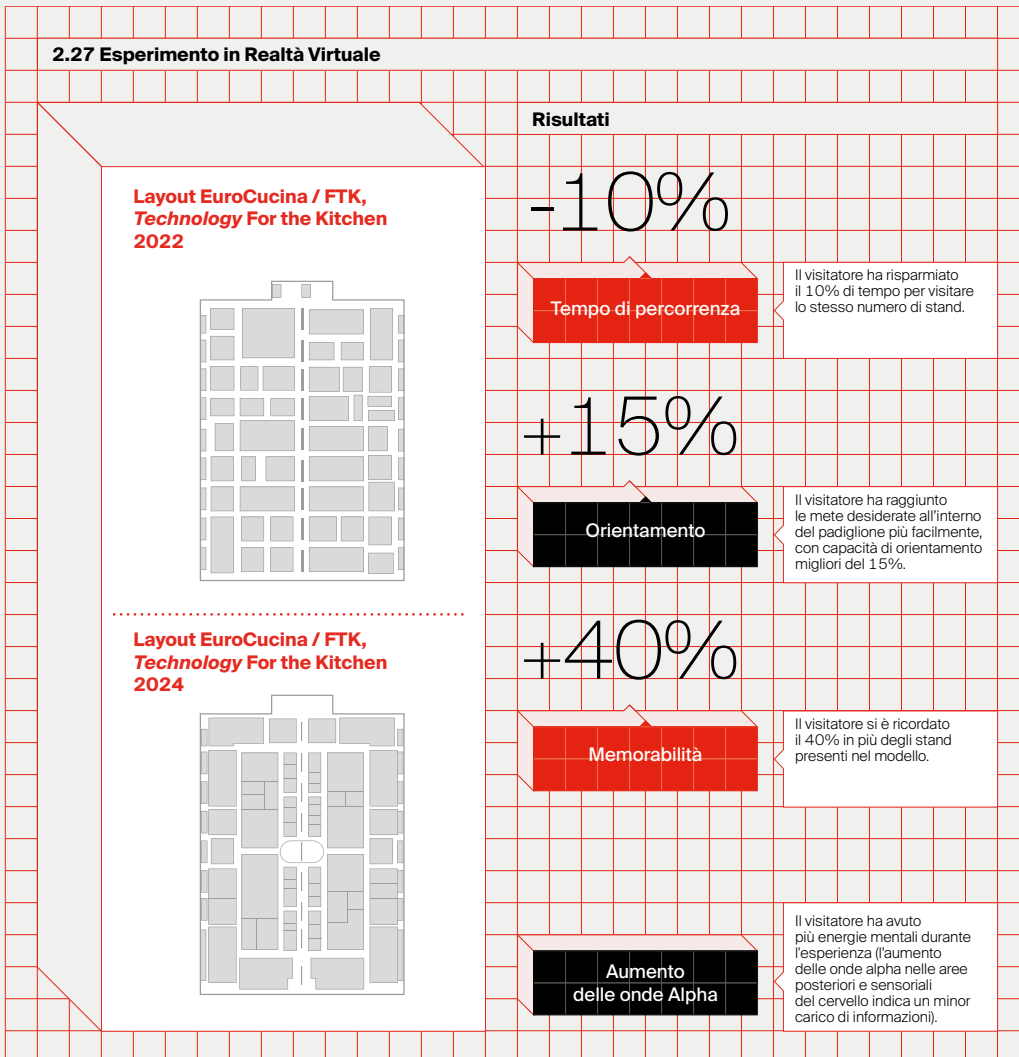 2.27 Esperimento in Realtà Virtuale
Layout EuroCucina / FTK,
Technology For the Kitchen
2022
Layout EuroCucina / FTK,
Technology For the Kitchen
2024
Risultati
-10%
Tempo di percorrenza
Il visitatore ha risparmiato
il 10% di tempo per visitare
lo stesso numero di stand.
+15%
Orientamento
Il visitatore ha raggiunto
le mete desiderate all'interno
del padiglione più facilmente,
con capacità di orientamento
migliori del 15%.
+40%
Memorabilità
Il visitatore si è ricordato
il 40% in più degli stand
presenti nel modello.
Aumento
delle onde Alpha
Il visitatore ha avuto
più energie mentali durante
l'esperienza (l'aumento
delle onde alpha nelle aree
posteriori e sensoriali
del cervello indica un minor
carico di informazioni).